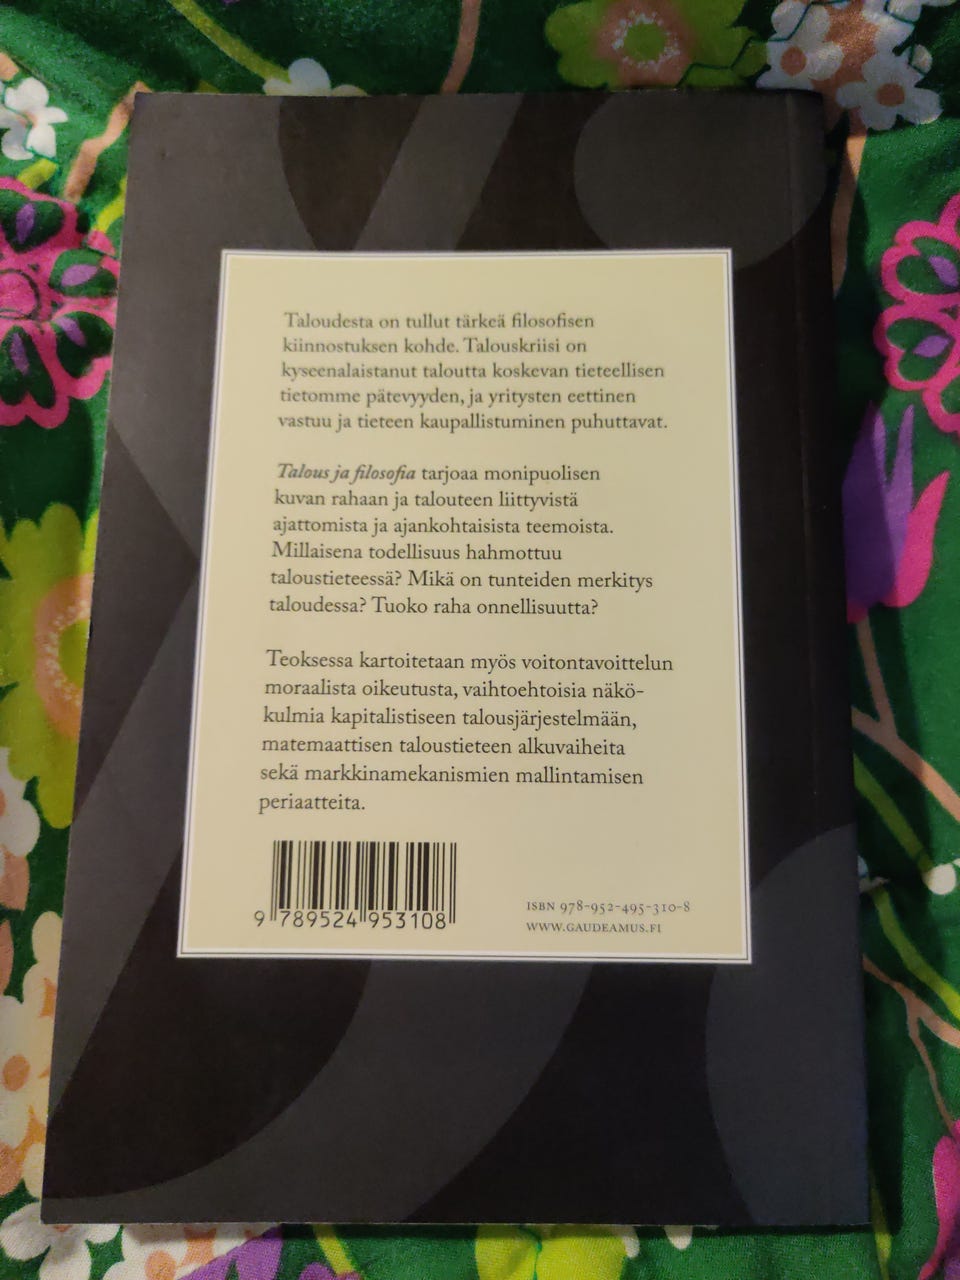 Taloudesta on tullut tärkeä filosofisen
kiinnostuksen kohde. Talouskriisi on
kyseenalaistanut taloutta koskevan tieteellisen
tietomme pätevyyden, ja yritysten eettinen
vastuu ja tieteen kaupallistuminen puhuttavat.
Talous ja filosofia tarjoaa monipuolisen
kuvan rahaan ja talouteen liittyvistä
ajattomista ja ajankohtaisista teemoista.
Millaisena todellisuus hahmottuu
taloustieteessä? Mikä on tunteiden merkitys
taloudessa? Tuoko raha onnellisuutta?
Teoksessa kartoitetaan myös voitontavoittelun
moraalista oikeutusta, vaihtoehtoisia näkö-
kulmia kapitalistiseen talousjärjestelmään,
matemaattisen taloustieteen alkuvaiheita
sekä markkinamekanismien mallintamisen
periaatteita.
9 789524 953108
ISBN 978-952-495-310-8
WWW.GAUDEAMUS.FI